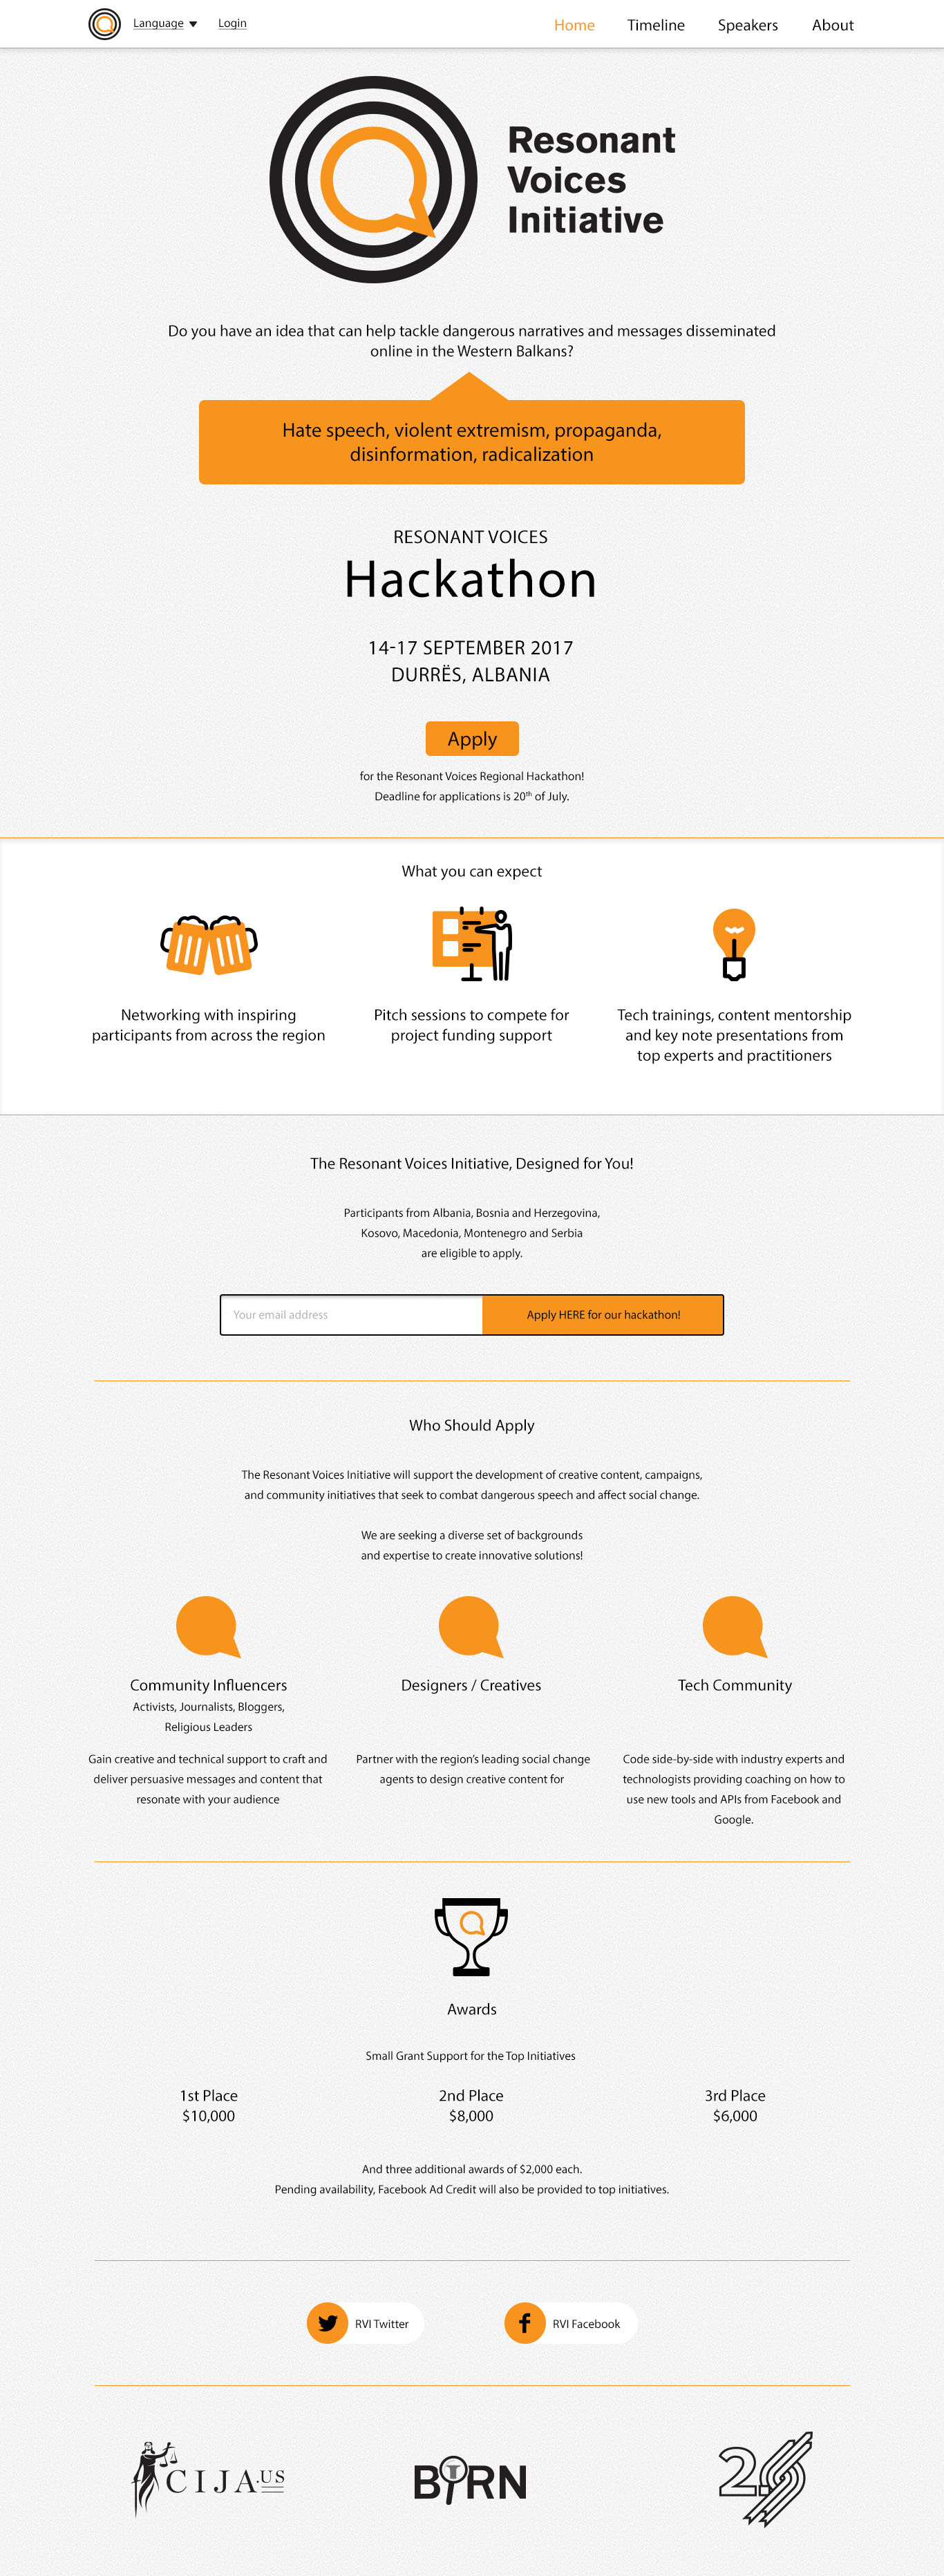 Language
Login
Home
Timeline
Speakers
About
Resonant
Voices
Initiative
Do you have an idea that can help tackle dangerous narratives and messages disseminated
online in the Western Balkans?
Hate speech, violent extremism, propaganda,
disinformation, radicalization
RESONANT VOICES
Hackathon
14-17 SEPTEMBER 2017
DURRËS, ALBANIA
Apply
for the Resonant Voices Regional Hackathon!
Deadline for applications is 20th of July.
What you can expect
Networking with inspiring
participants from across the region
Pitch sessions to compete for
project funding support
Tech trainings, content mentorship
and key note presentations from
top experts and practitioners
The Resonant Voices Initiative, Designed for You!
Participants from Albania, Bosnia and Herzegovina,
Kosovo, Macedonia, Montenegro and Serbia
are eligible to apply.
Your email address
Apply HERE for our hackathon!
Who Should Apply
The Resonant Voices Initiative will support the development of creative content, campaigns,
and community initiatives that seek to combat dangerous speech and affect social change.
We are seeking a diverse set of backgrounds
and expertise to create innovative solutions!
Community Influencers
Activists, Journalists, Bloggers,
Religious Leaders
Gain creative and technical support to craft and
deliver persuasive messages and content that
resonate with your audience
Designers / Creatives
Partner with the region's leading social change
agents to design creative content for
Tech Community
Code side-by-side with industry experts and
technologists providing coaching on how to
use new tools and APIs from Facebook and
Google.
Awards
Small Grant Support for the Top Initiatives
1st Place
$10,000
2nd Place
$8,000
3rd Place
$6,000
And three additional awards of $2,000 each.
Pending availability, Facebook Ad Credit will also be provided to top initiatives.
RVI Twitter
RVI Facebook
CIJA.US
BIRN